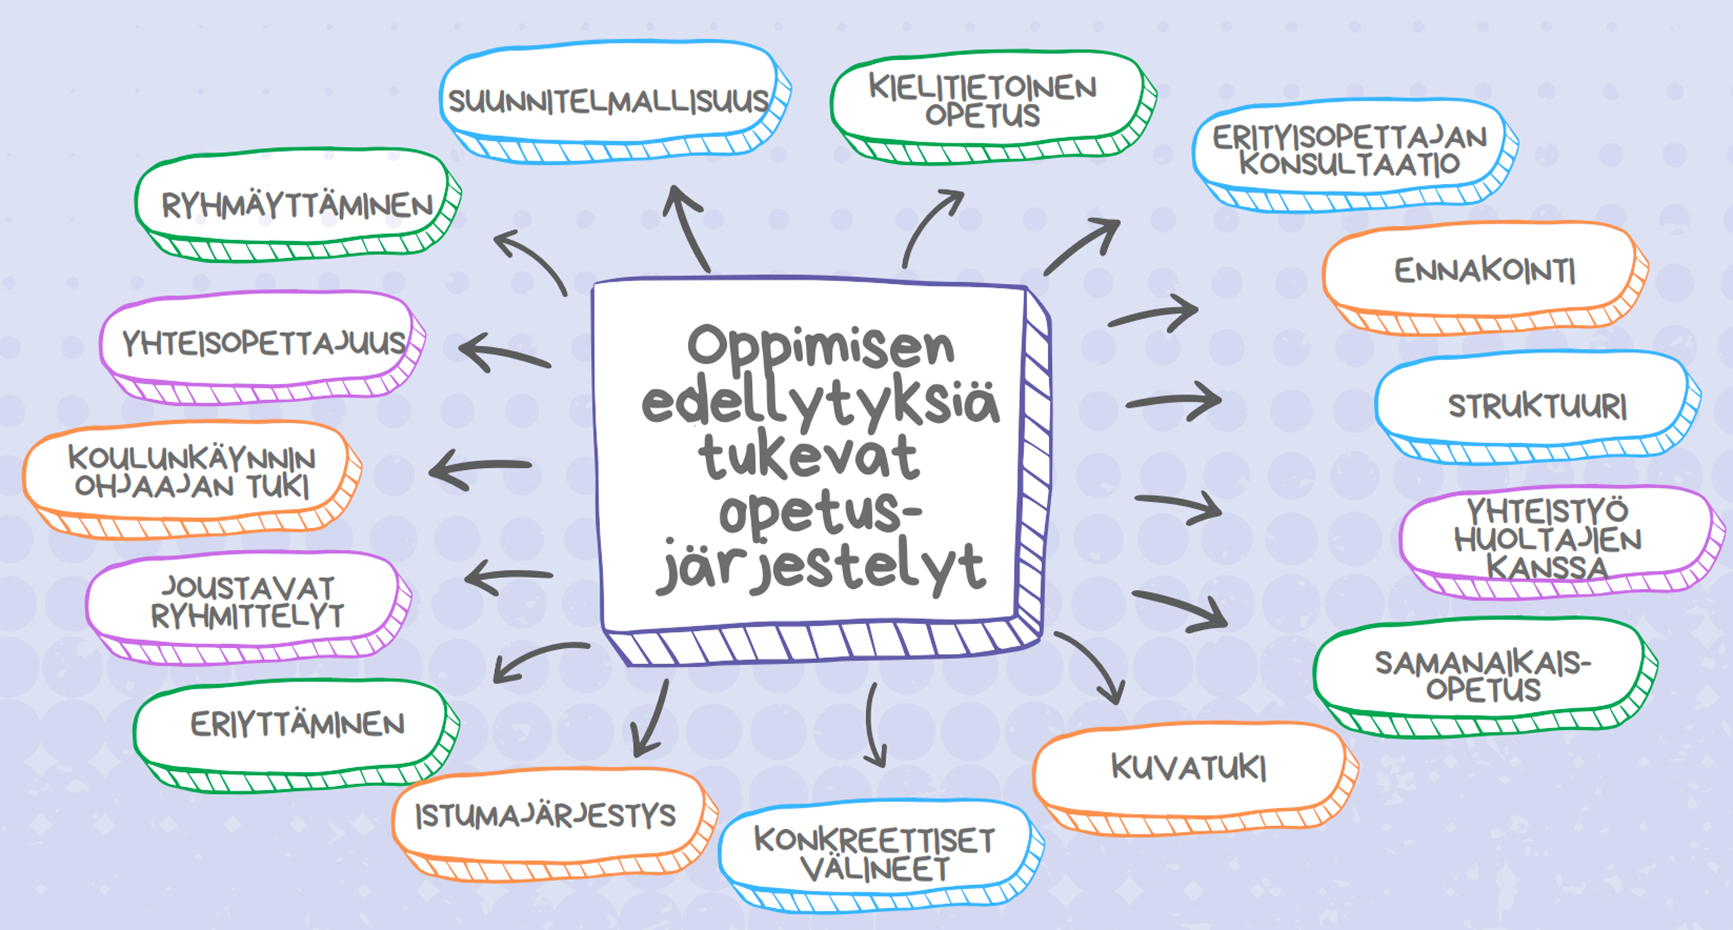 SUUNNITELMALLISUUS
KIELITIETOINEN
OPETUS
ERITYISOPETTAJAN
KONSULTAATIO
RYHMÄYTTÄMINEN
ENNAKOINTI
YHTEISOPETTAJUUS
Oppimisen
edellytyksiä
tukevat
opetus-
järjestelyt
STRUKTUURI
KOULUNKÄYNNIN
OHJAAJAN TUKI
YHTEISTYÖ
HUOLTAJIEN
KANSSA
JOUSTAVAT
RYHMITTELYT
SAMANAIKAIS-
OPETUS
ERIYTTÄMINEN
KUVATUKI
ISTUMAJÄRJESTYS
KONKREETTISET
VÄLINEET